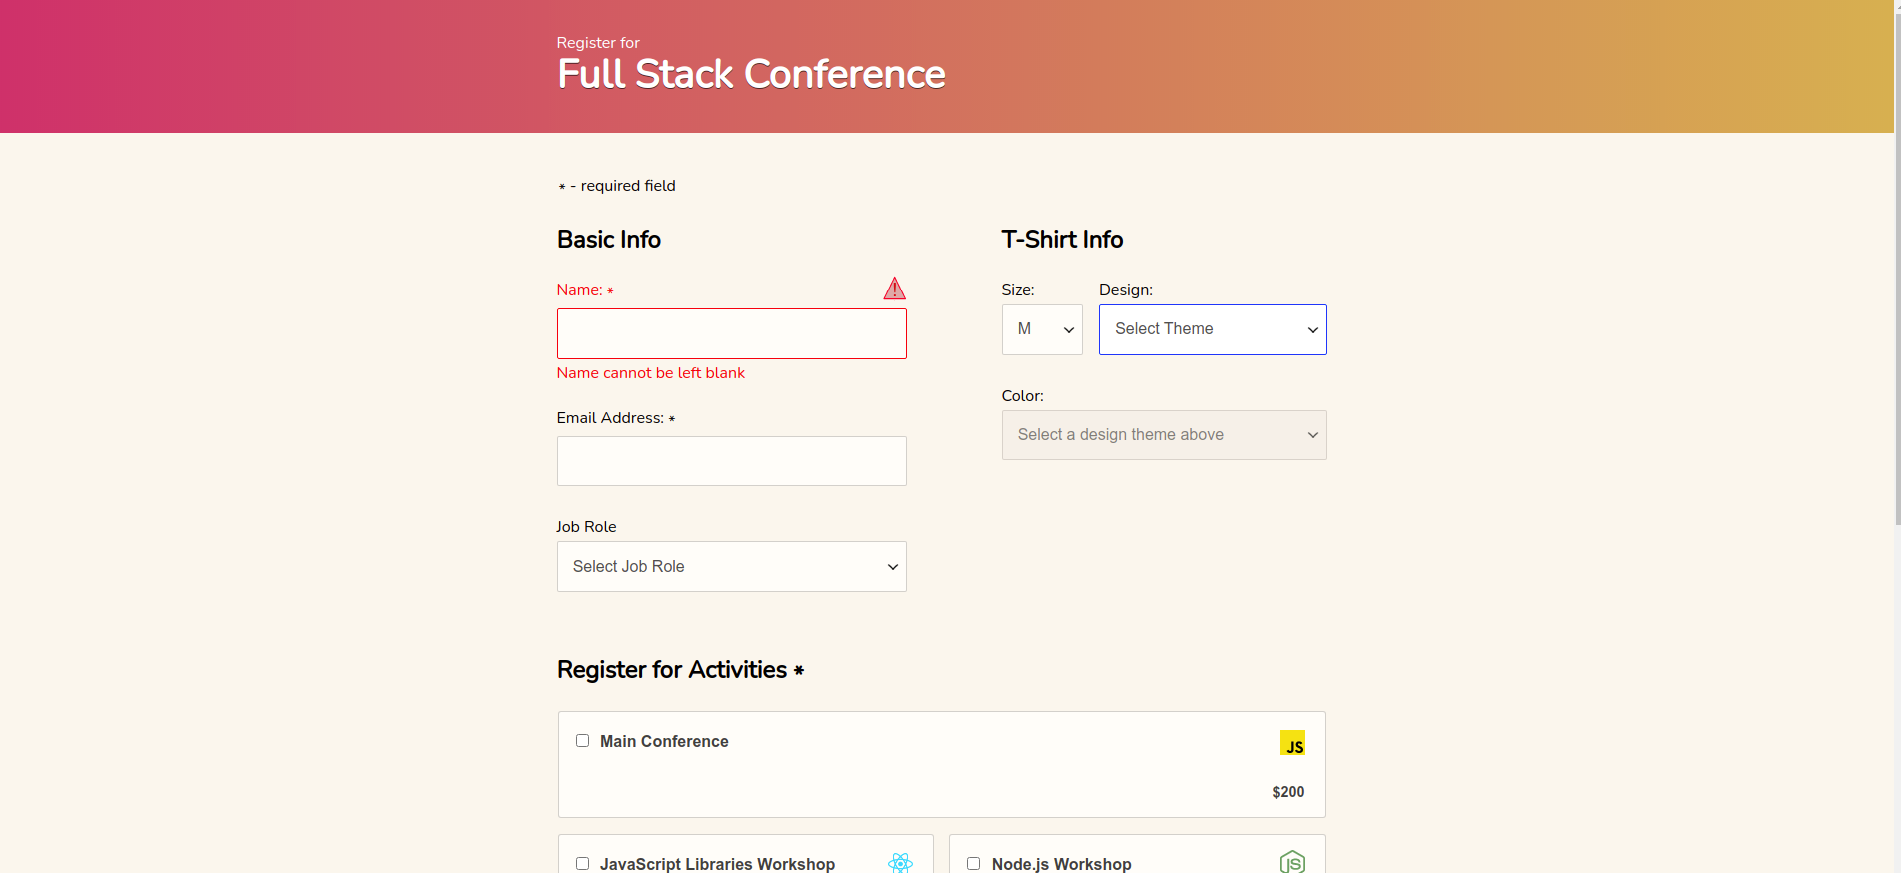 Register for
Full Stack Conference
* - required field
Basic Info
Name: *
Name cannot be left blank
Email Address: *
Job Role
Select Job Role
T-Shirt Info
Size:
M
Design:
Select Theme
Color:
Select a design theme above
Register for Activities *
Main Conference
JS
$200
JavaScript Libraries Workshop
Node.js Workshop
JS